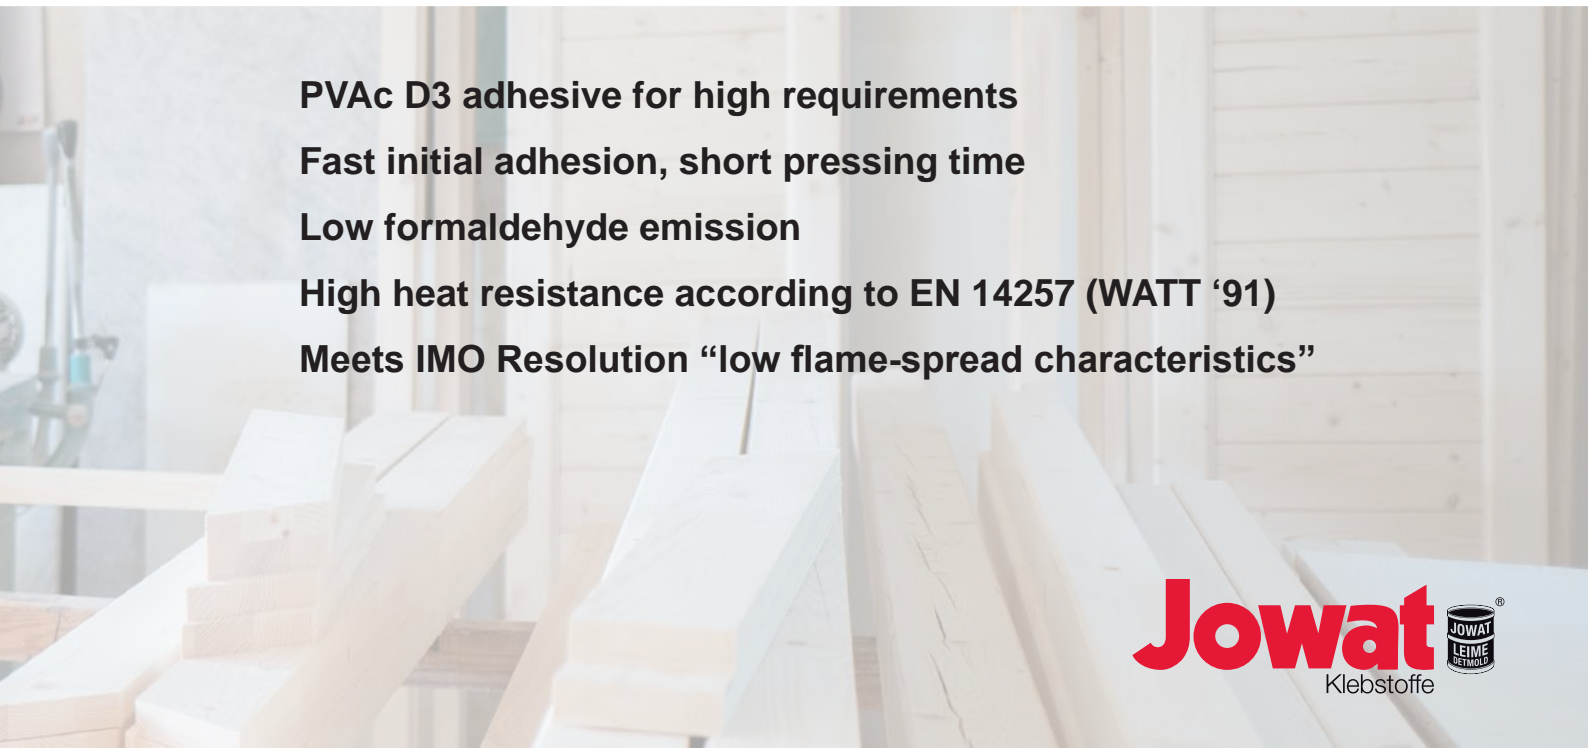 PVAc D3 adhesive for high requirements
Fast initial adhesion, short pressing time
Low formaldehyde emission
High heat resistance according to EN 14257 (WATT ‘91)
Meets IMO Resolution “low flame-spread characteristics”
Jowat
Klebstoffe
JOWAT
LEIME
DETMOLD
®